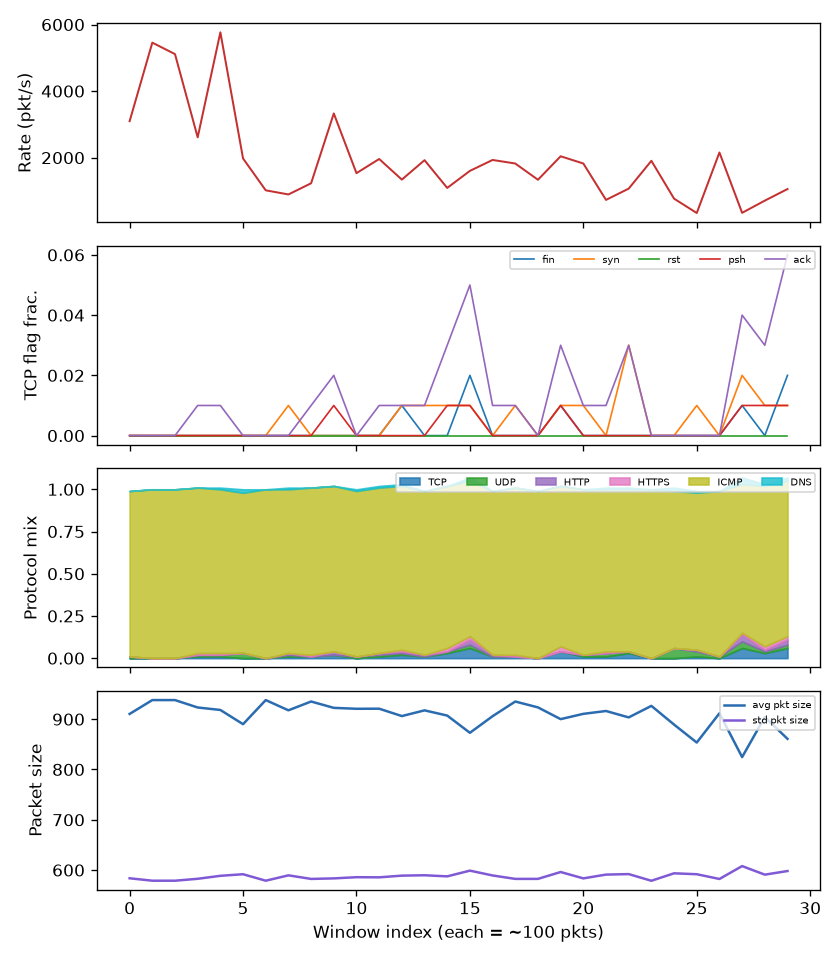 6000
4000
2000
Rate (pkt/s)
0.06
0.04
0.02
0.00
TCP flag frac.
fin syn rst psh ack
1.00
0.75
0.50
0.25
0.00
Protocol mix
TCP UDP HTTP HTTPS ICMP DNS
900
800
700
600
Packet size
avg pkt size
std pkt size
0 5 10 15 20 25 30
Window index (each = ~100 pkts)